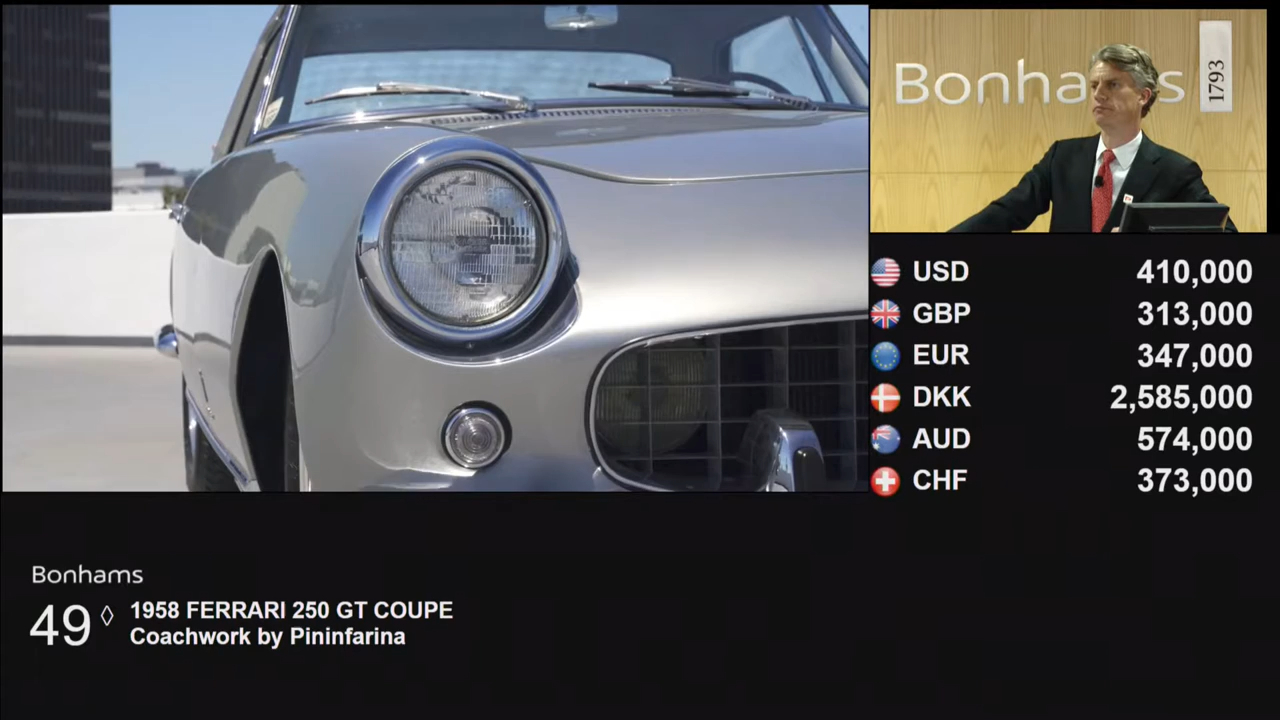 Bonhams
1793
USD 410,000
GBP 313,000
EUR 347,000
DKK 2,585,000
AUD 574,000
CHF 373,000
Bonhams
49 ◊ 1958 FERRARI 250 GT COUPE
Coachwork by Pininfarina